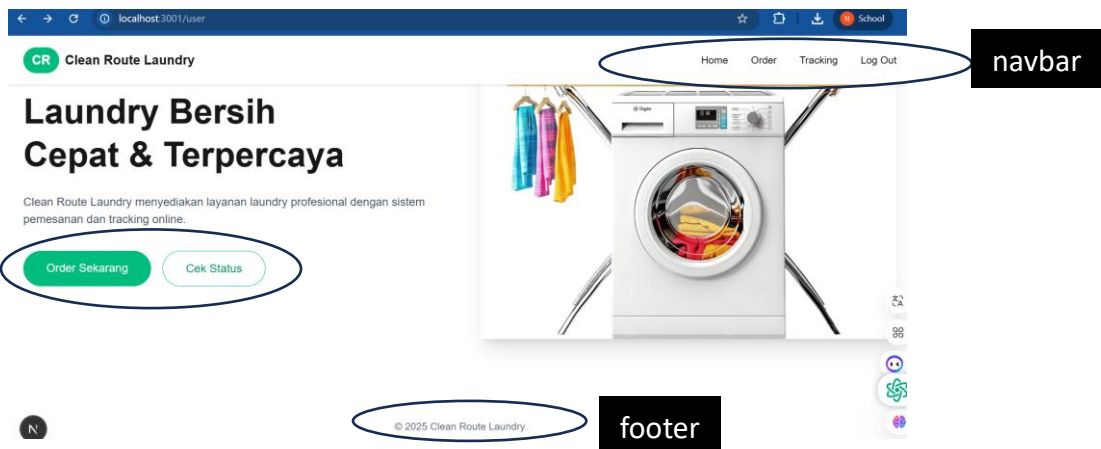 localhost:3001/user
N
School
CR Clean Route Laundry
Home Order Tracking Log Out
navbar
Laundry Bersih
Cepat & Terpercaya
Clean Route Laundry menyediakan layanan laundry profesional dengan sistem
pemesanan dan tracking online.
Order Sekarang
Cek Status
N
© 2025 Clean Route Laundry
footer